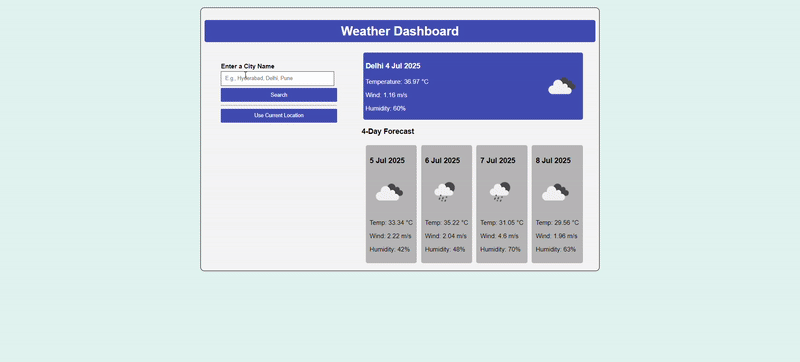 Weather Dashboard
Enter a City Name
E.g., Hyderabad, Delhi, Pune
Search
Use Current Location
Delhi 4 Jul 2025
Temperature: 36.97 °C
Wind: 1.16 m/s
Humidity: 60%
4-Day Forecast
5 Jul 2025
Temp: 33.34 °C
Wind: 2.22 m/s
Humidity: 42%
6 Jul 2025
Temp: 35.22 °C
Wind: 2.04 m/s
Humidity: 48%
7 Jul 2025
Temp: 31.05 °C
Wind: 4.6 m/s
Humidity: 70%
8 Jul 2025
Temp: 29.56 °C
Wind: 1.96 m/s
Humidity: 63%